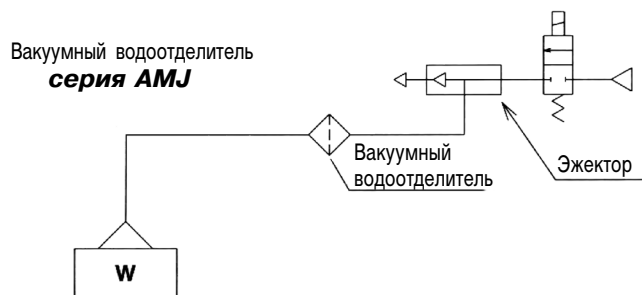 Вакуумный водоотделитель
серия AMJ
Вакуумный
водоотделитель
Эжектор
W